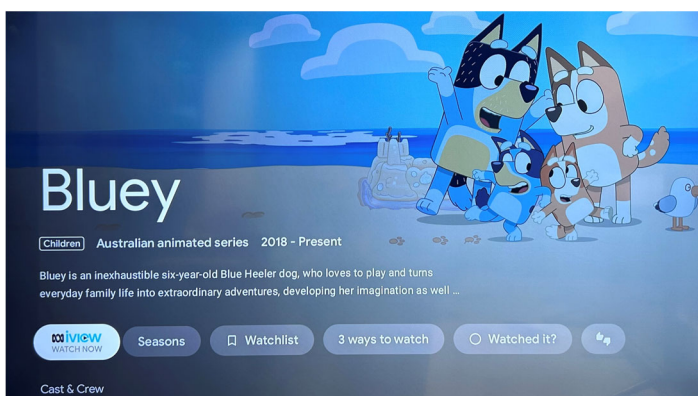 Bluey
Children Australian animated series 2018 - Present
Bluey is an inexhaustible six-year-old Blue Heeler dog, who loves to play and turns
everyday family life into extraordinary adventures, developing her imagination as well ...
iview
WATCH NOW
Seasons
Watchlist
3 ways to watch
Watched it?
Cast & Crew